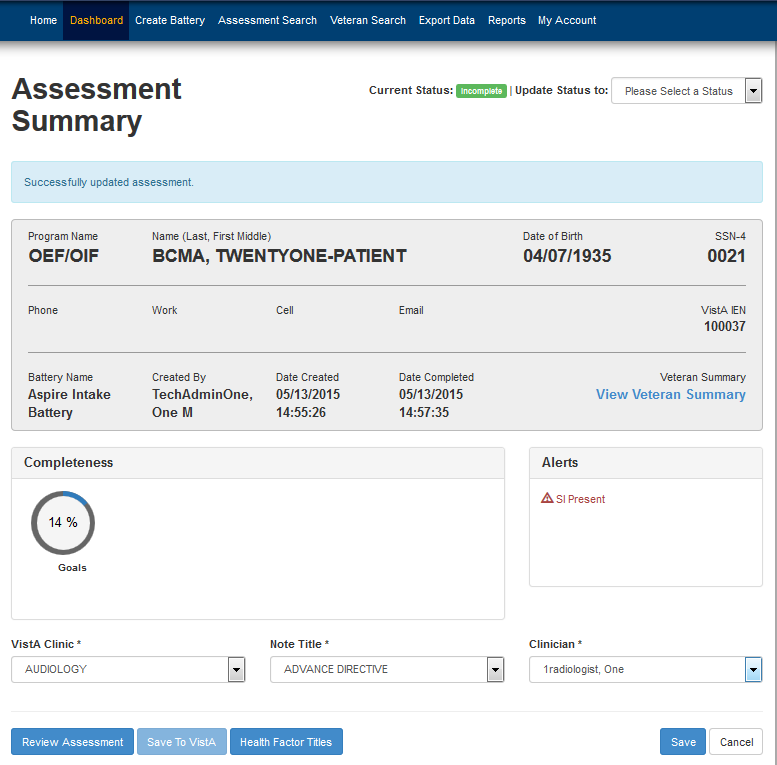 Home Dashboard Create Battery Assessment Search Veteran Search Export Data Reports My Account
Assessment
Summary
Current Status: Incomplete | Update Status to: Please Select a Status
Successfully updated assessment.
Program Name Name (Last, First Middle) Date of Birth SSN-4
OEF/OIF BCMA, TWENTYONE-PATIENT 04/07/1935 0021
Phone Work Cell Email VistA IEN
100037
Battery Name Created By Date Created Date Completed Veteran Summary
Aspire Intake TechAdminOne, 05/13/2015 05/13/2015 View Veteran Summary
Battery One M 14:55:26 14:57:35
Completeness
14 %
Goals
Alerts
SI Present
VistA Clinic * Note Title * Clinician *
AUDIOLOGY ADVANCE DIRECTIVE 1radiologist, One
Review Assessment Save To VistA Health Factor Titles Save Cancel